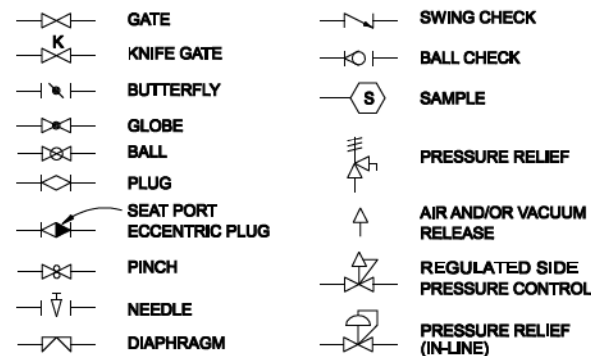 GATE
K
KNIFE GATE
BUTTERFLY
GLOBE
BALL
PLUG
SEAT PORT
ECCENTRIC PLUG
PINCH
NEEDLE
DIAPHRAGM
SWING CHECK
BALL CHECK
S
SAMPLE
PRESSURE RELIEF
AIR AND/OR VACUUM
RELEASE
REGULATED SIDE
PRESSURE CONTROL
PRESSURE RELIEF
(IN-LINE)